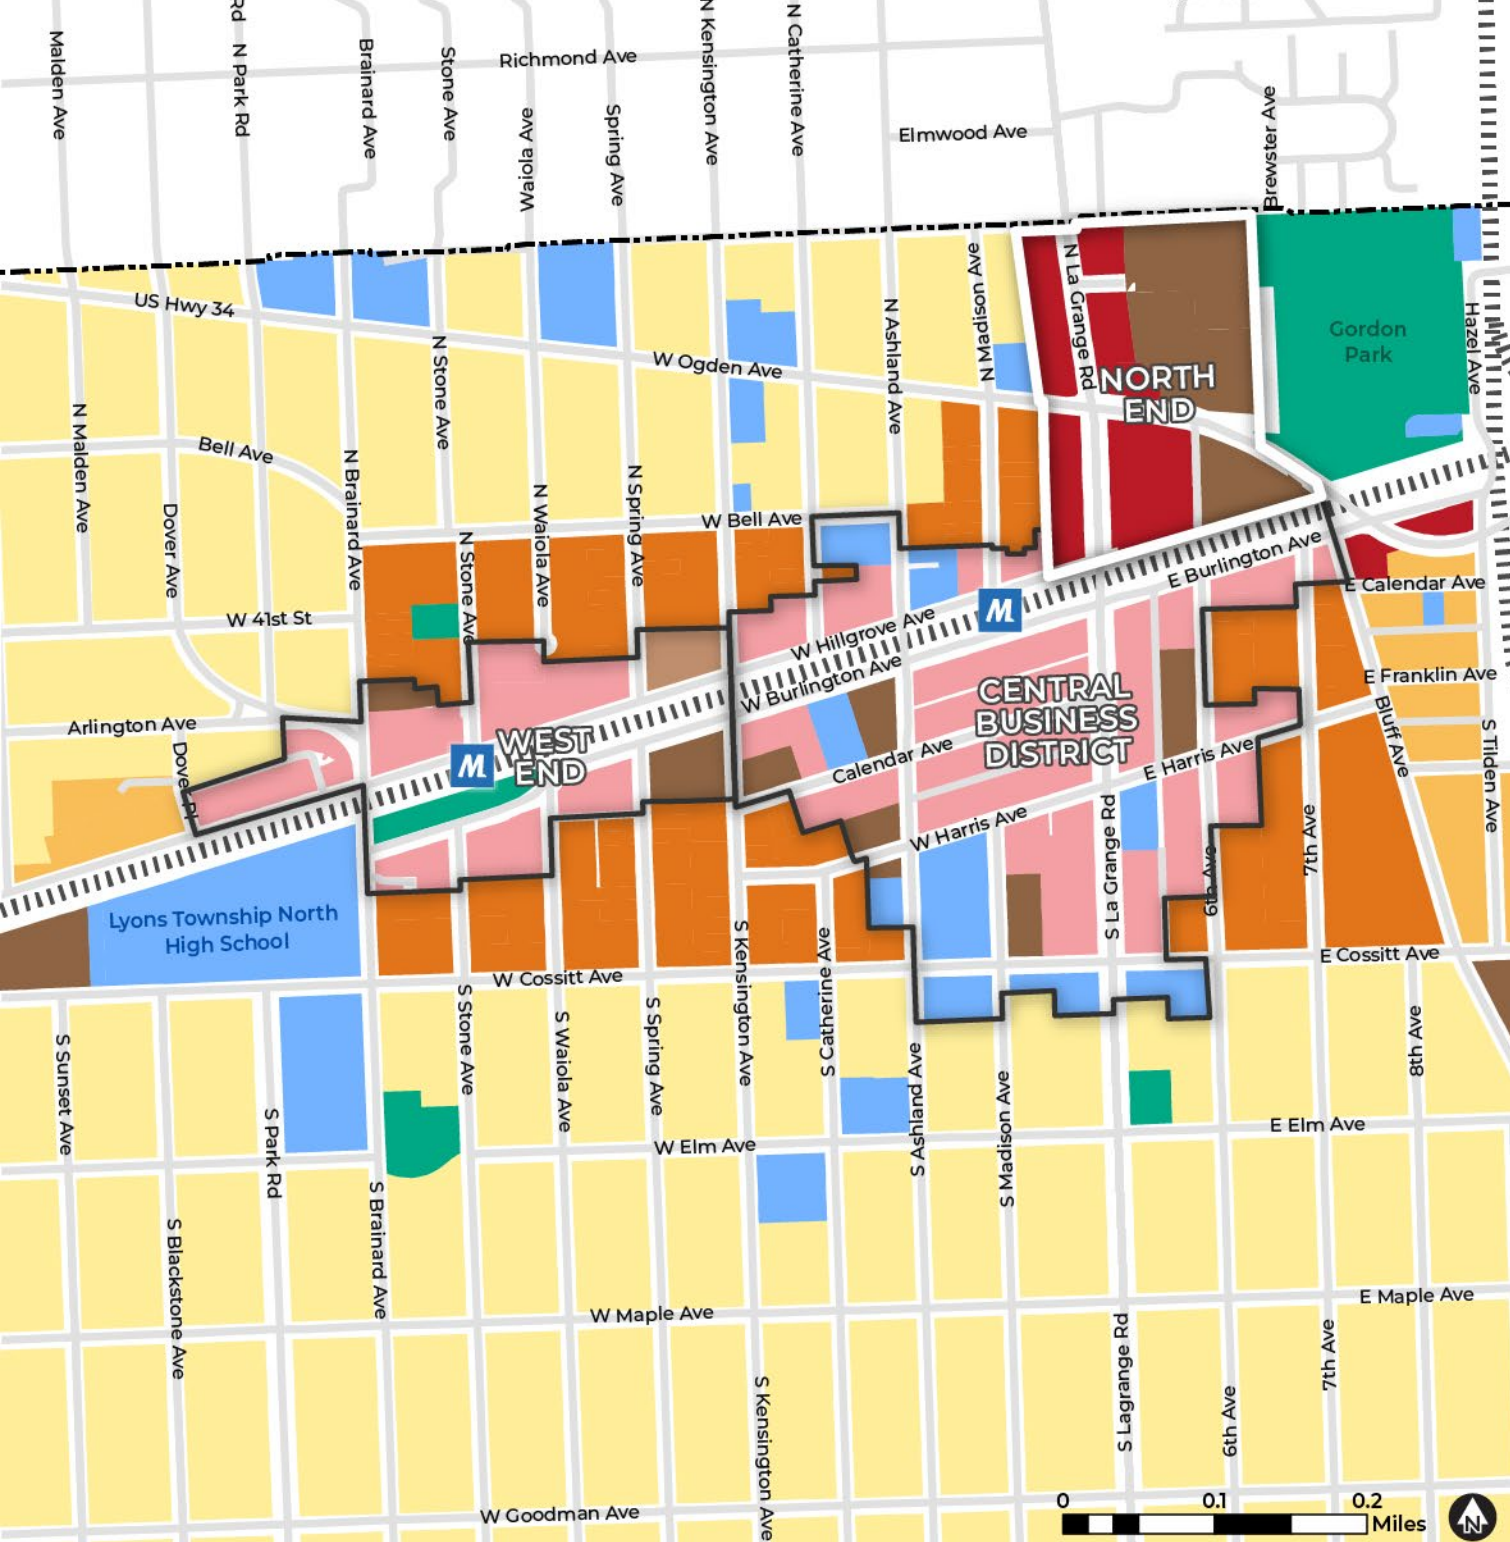 Rd
N Park Rd
Malden Ave
Brainard Ave
Stone Ave
Richmond Ave
Waiola Ave
Spring Ave
N Kensington Ave
N Catherine Ave
Elmwood Ave
Brewster Ave
US Hwy 34
W Ogden Ave
N Stone Ave
N Ashland Ave
N Madison Ave
N La Grange Rd
NORTH
END
Gordon
Park
Hazel Ave
N Malden Ave
Bell Ave
Dover Ave
N Brainard Ave
N Waiola Ave
N Spring Ave
W Bell Ave
N Stone Ave
W 41st St
W Hillgrove Ave
M
E Burlington Ave
E Calendar Ave
W Burlington Ave
E Franklin Ave
Arlington Ave
Dover Pl
M
WEST
END
CENTRAL
BUSINESS
DISTRICT
Calendar Ave
E Harris Ave
Bluff Ave
S Tilden Ave
W Harris Ave
S La Grange Rd
6th Ave
7th Ave
Lyons Township North
High School
W Cossitt Ave
S Kensington Ave
S Catherine Ave
E Cossitt Ave
S Sunset Ave
S Stone Ave
S Waiola Ave
S Spring Ave
8th Ave
S Park Rd
W Elm Ave
S Ashland Ave
S Madison Ave
E Elm Ave
S Blackstone Ave
S Brainard Ave
W Maple Ave
E Maple Ave
S Kensington Ave
S Lagrange Rd
6th Ave
7th Ave
W Goodman Ave
0 0.1 0.2
Miles
N